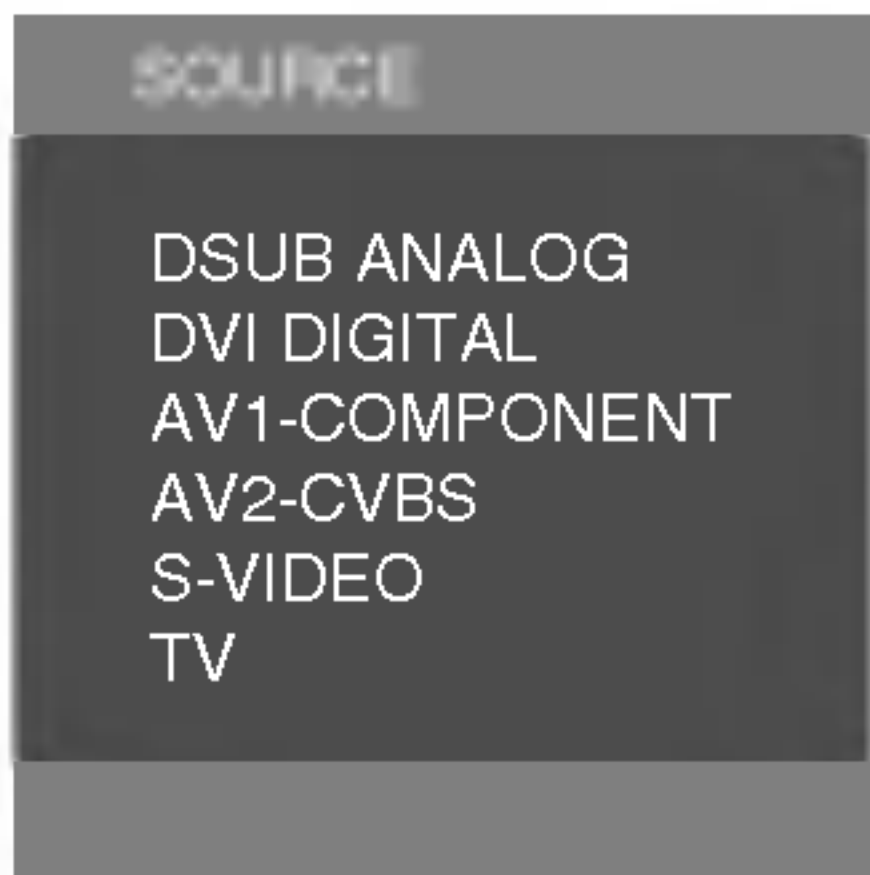 SOURCE
DSUB ANALOG
DVI DIGITAL
AV1-COMPONENT
AV2-CVBS
S-VIDEO
TV